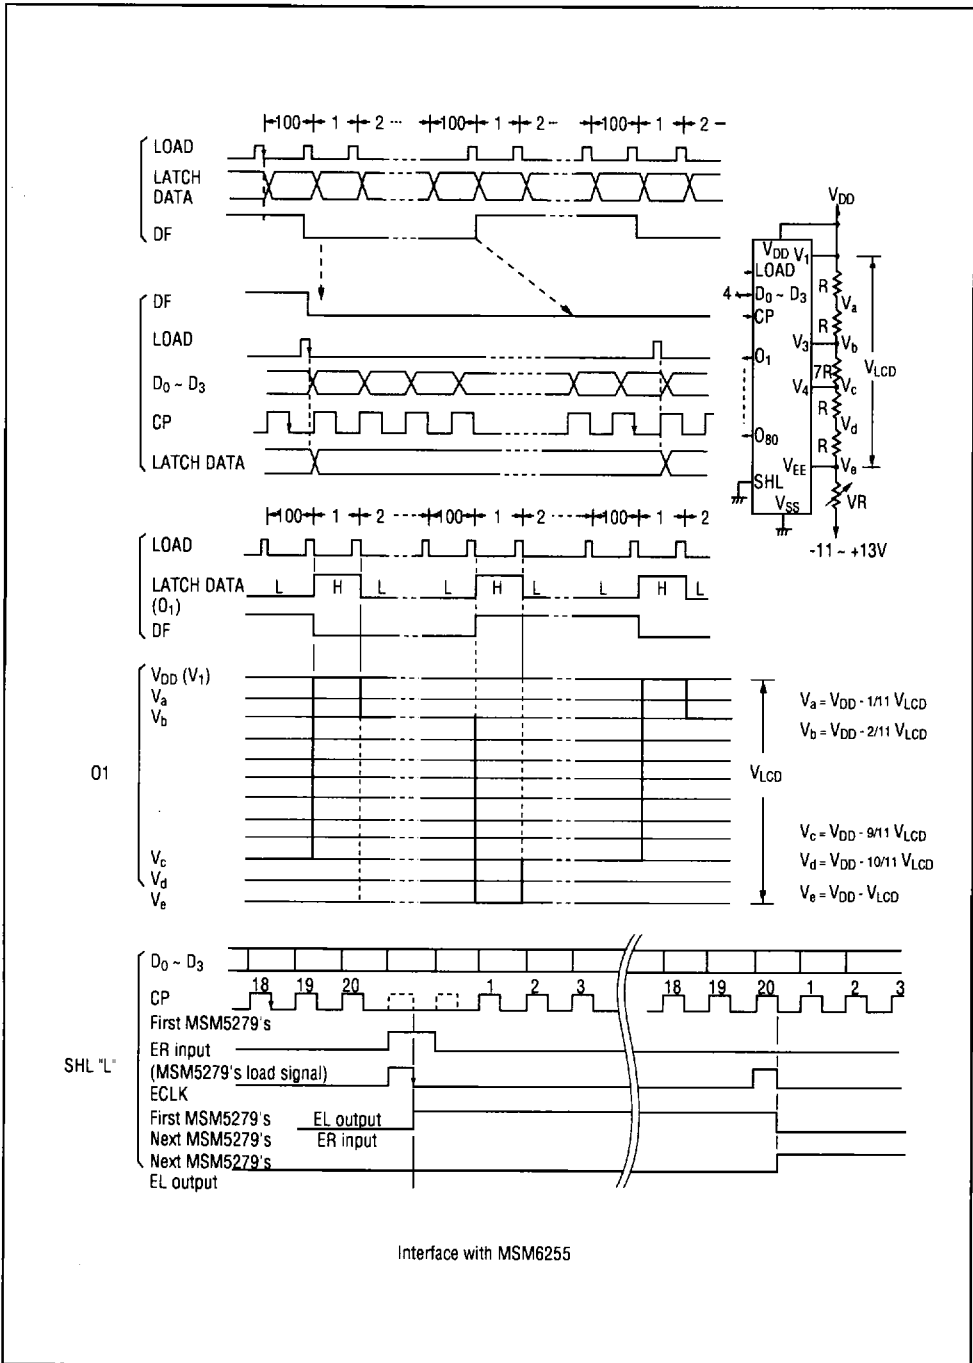 100 1 2 100 1 2 100 1 2
LOAD
LATCH
DATA
DF
DF
LOAD
D0 ~ D3
CP
LATCH DATA
VDD
VDD V1
LOAD
4 D0 ~ D3
CP
O1
O80
SHL
VSS
V3
V4
VEE
R
Va
R
Vb
7R
Vc
R
Vd
R
Ve
VR
VLCD
-11 ~ +13V
100 1 2 100 1 2 100 1 2
LOAD
LATCH DATA
(O1)
L H L L H L L H L
DF
VDD (V1)
Va
Vb
O1
Vc
Vd
Ve
VLCD
Va = VDD - 1/11 VLCD
Vb = VDD - 2/11 VLCD
Vc = VDD - 9/11 VLCD
Vd = VDD - 10/11 VLCD
Ve = VDD - VLCD
D0 ~ D3
18 19 20 1 2 3 18 19 20 1 2 3
CP
First MSM5279's
ER input
SHL "L"
(MSM5279's load signal)
ECLK
First MSM5279's EL output
Next MSM5279's ER input
Next MSM5279's
EL output
Interface with MSM6255